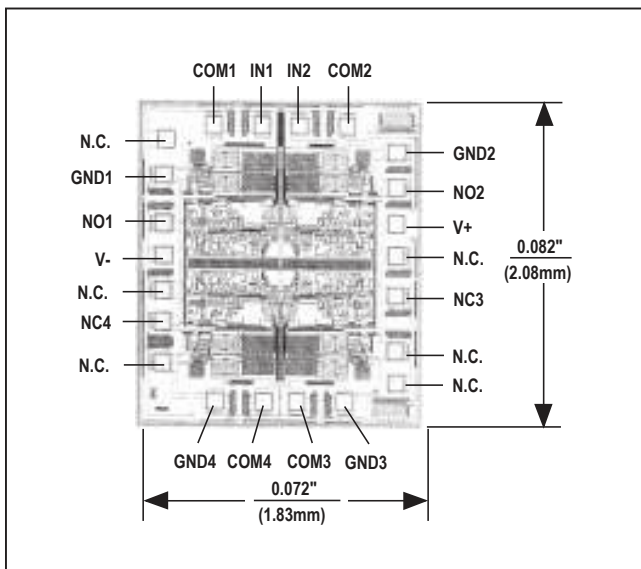 COM1 IN1 IN2 COM2
N.C.
GND1
NO1
V-
N.C.
NC4
N.C.
GND2
NO2
V+
N.C.
NC3
N.C.
N.C.
0.082"
(2.08mm)
GND4 COM4 COM3 GND3
0.072"
(1.83mm)